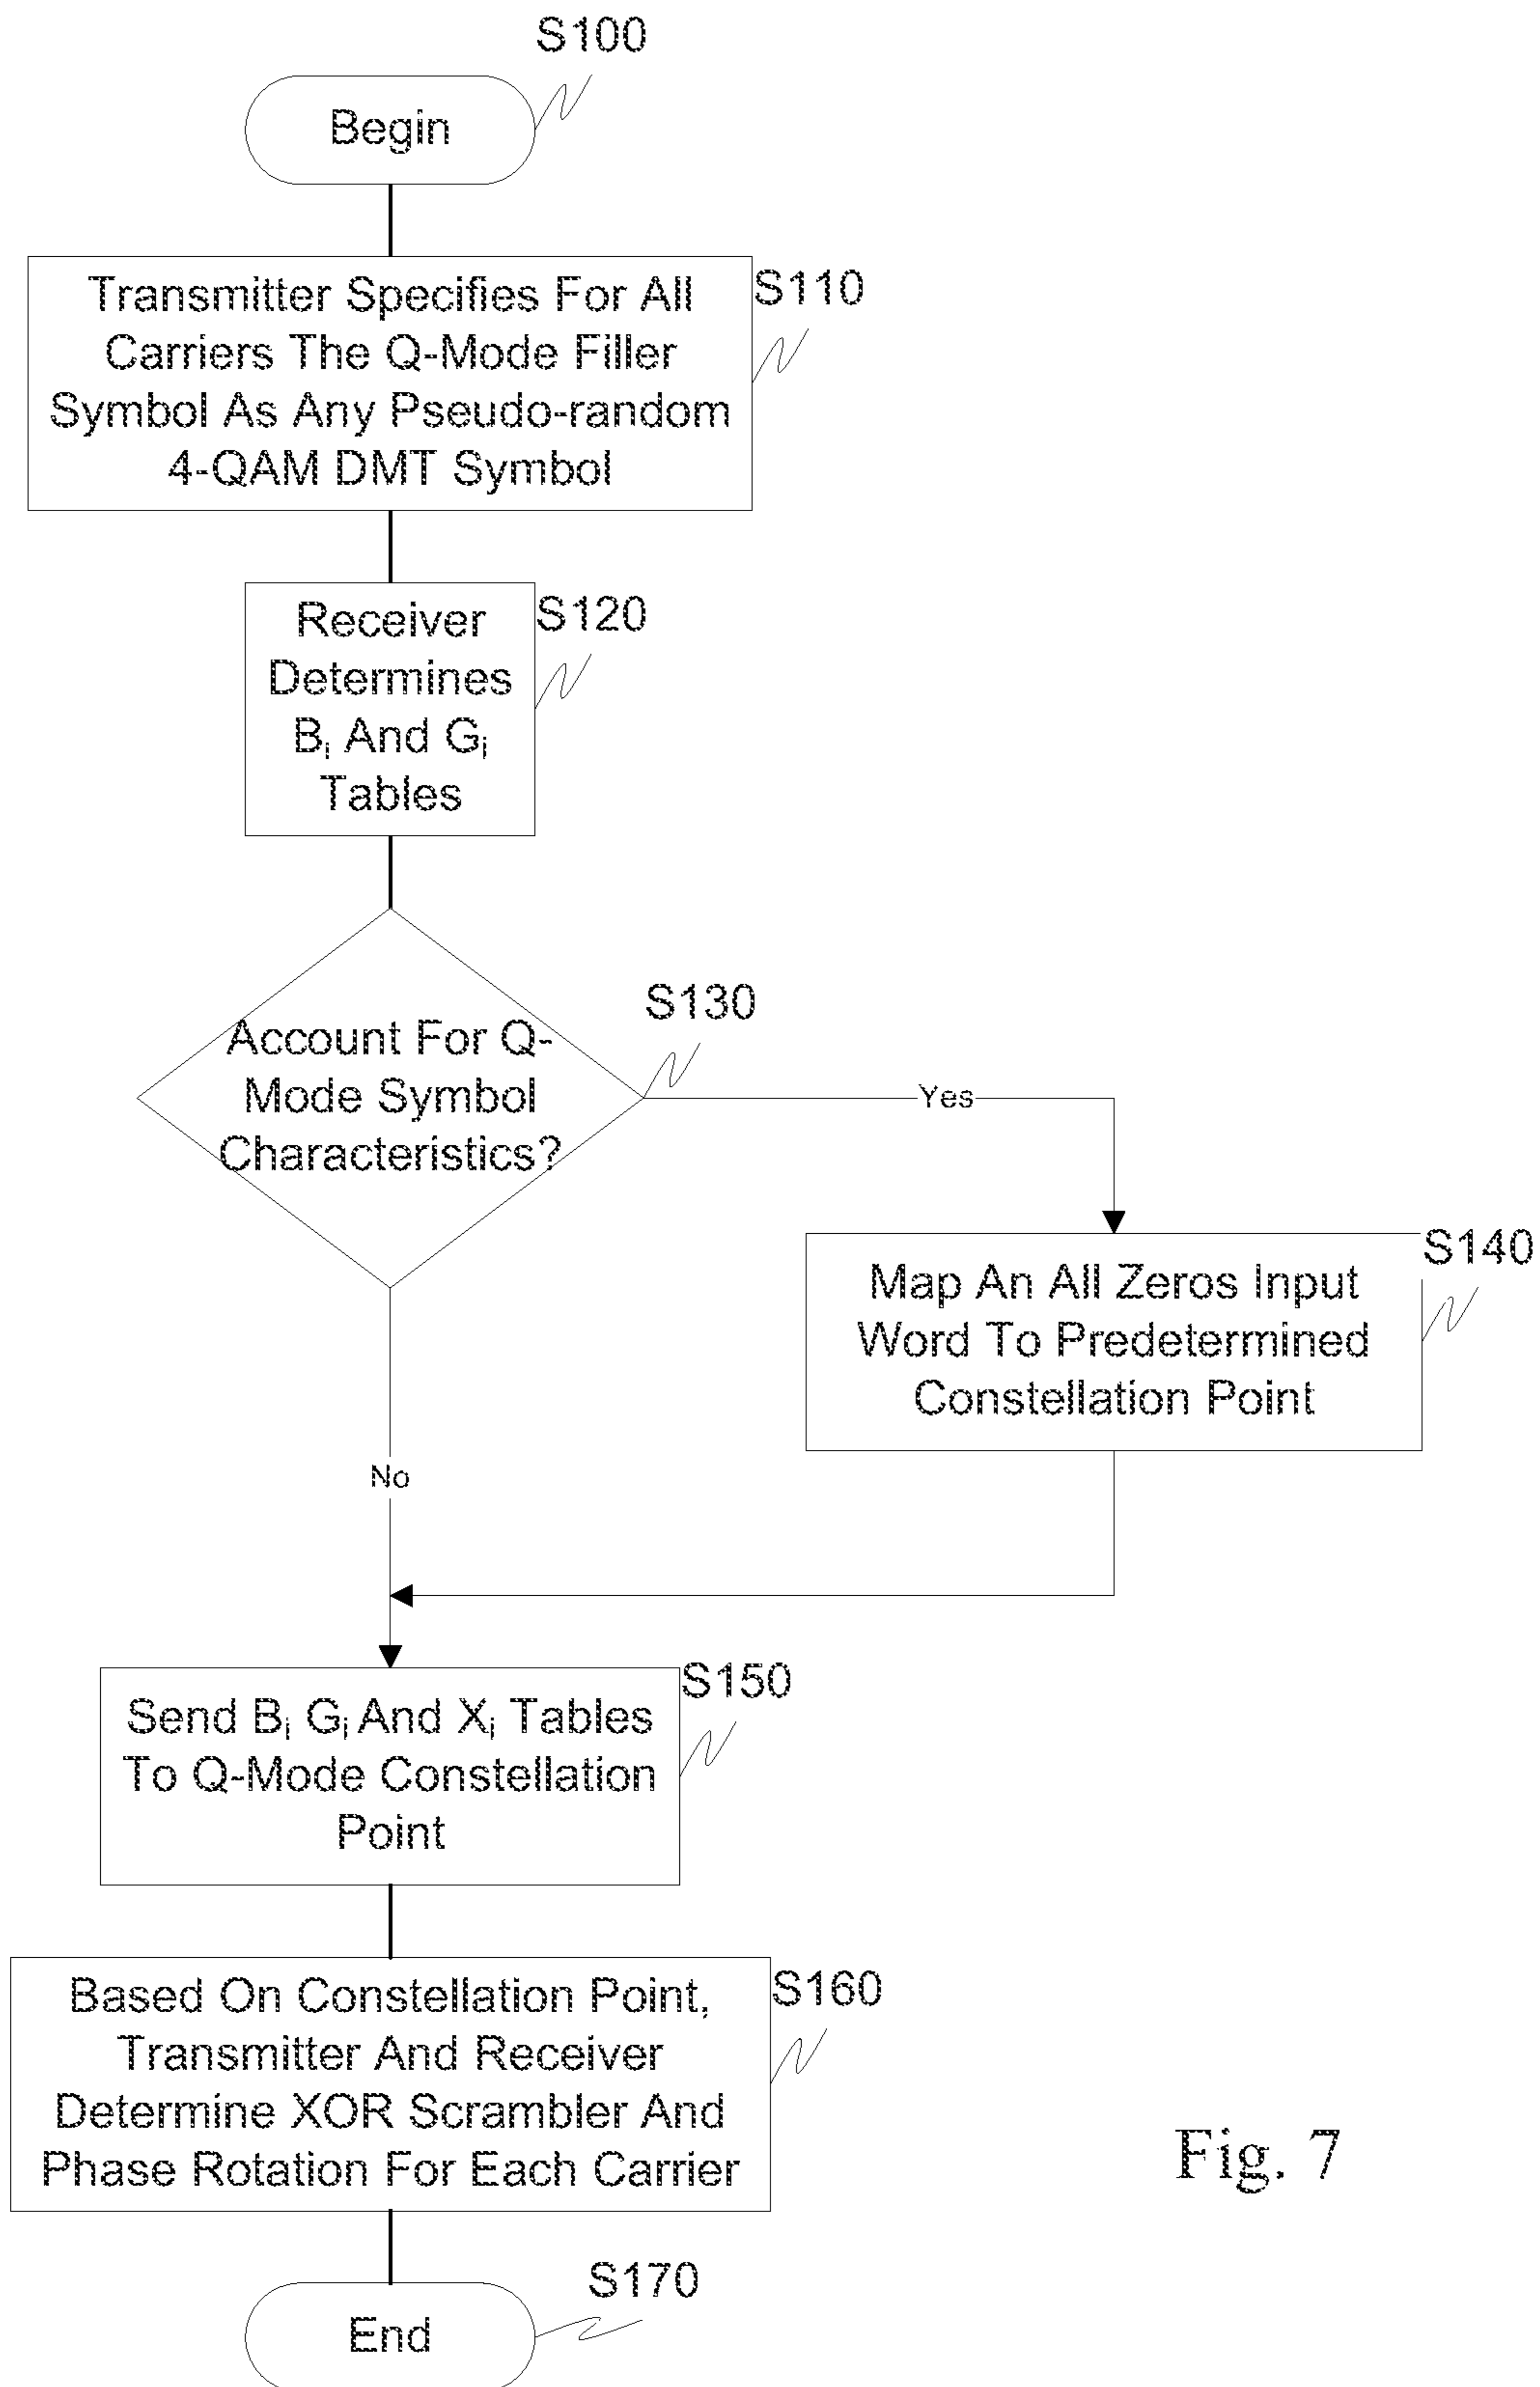 S100
Begin
Transmitter Specifies For All
Carriers The Q-Mode Filler
Symbol As Any Pseudo-random
4-QAM DMT Symbol
S110
Receiver
Determines
Bi And Gi
Tables
S120
Account For Q-
Mode Symbol
Characteristics?
S130
Yes
Map An All Zeros Input
Word To Predetermined
Constellation Point
S140
No
Send Bi Gi And Xi Tables
To Q-Mode Constellation
Point
S150
Based On Constellation Point,
Transmitter And Receiver
Determine XOR Scrambler And
Phase Rotation For Each Carrier
S160
Fig. 7
End
S170